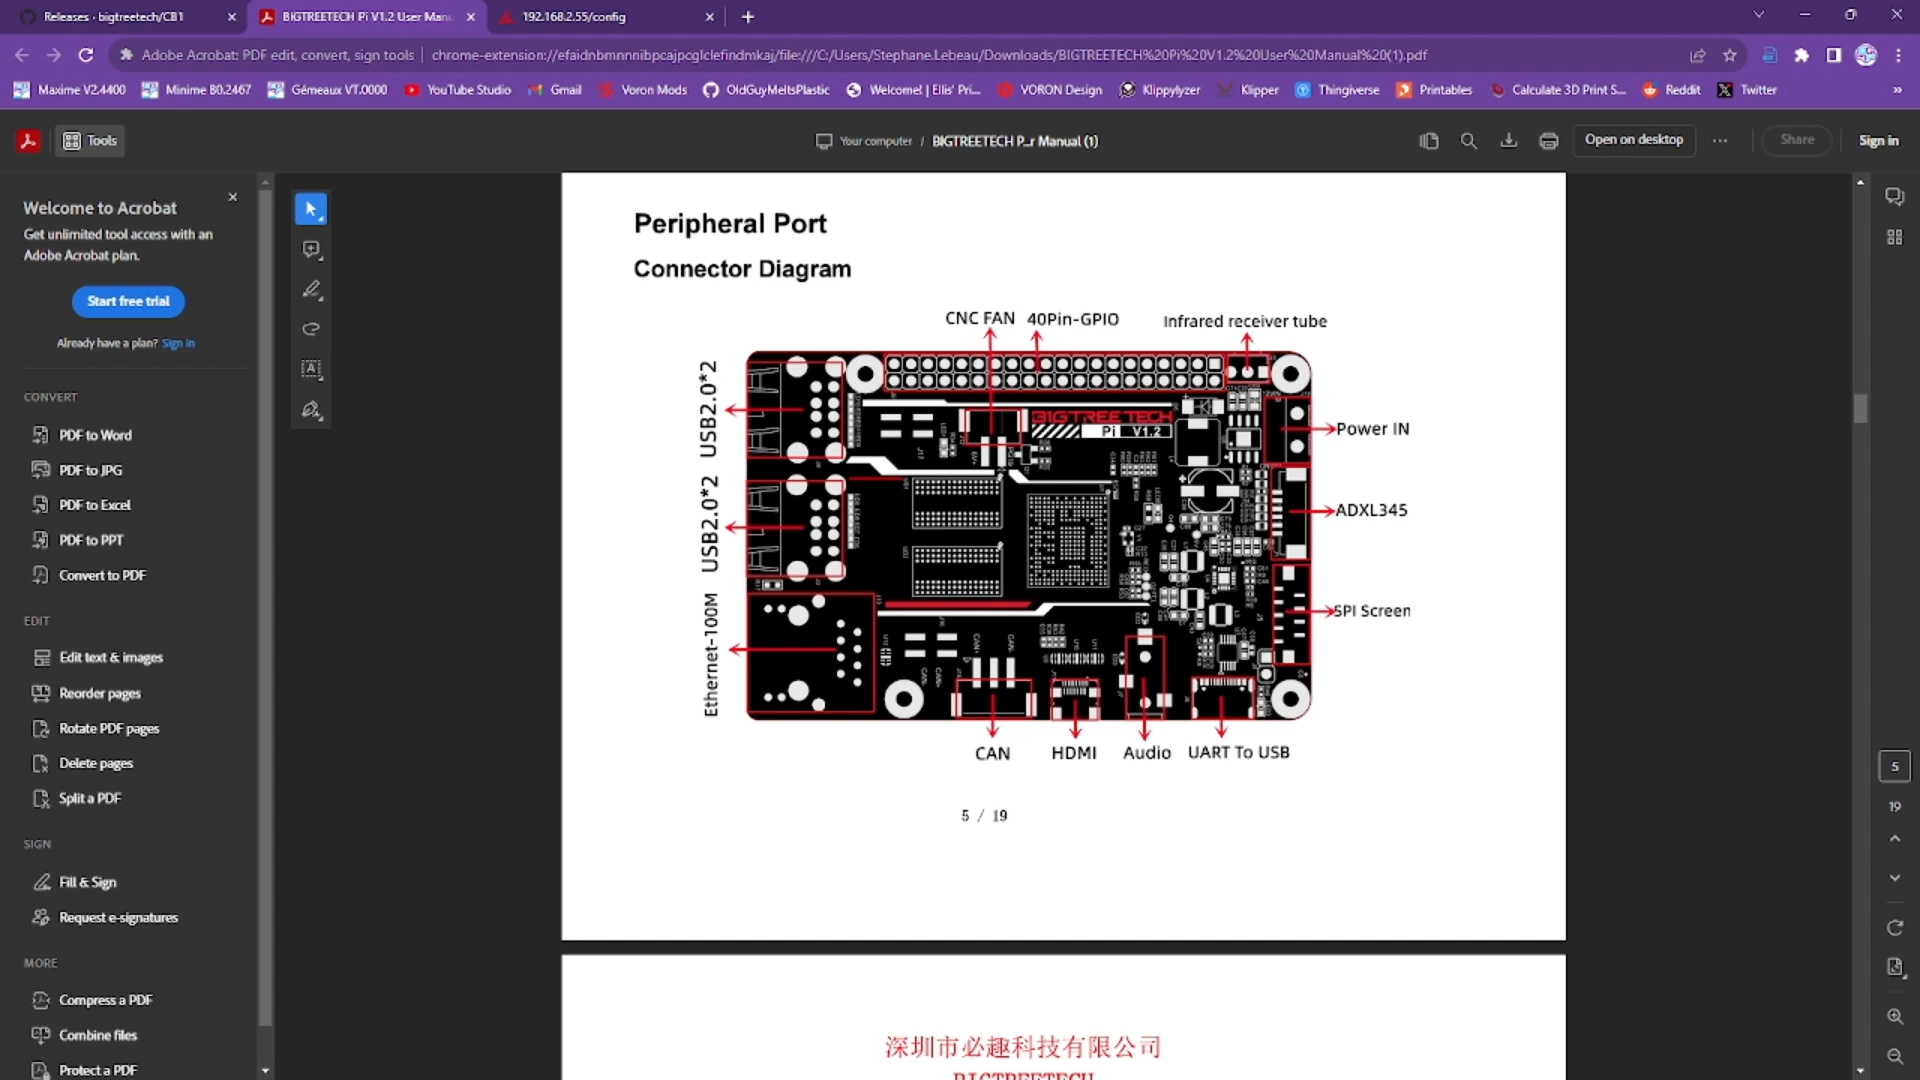 Releases · bigtreetech/CB1
BIGTREETECH Pi V1.2 User Manu
192.168.2.55/config
Adobe Acrobat: PDF edit, convert, sign tools
chrome-extension://efaidnbmnnnibpcajpcglclefindmkaj/file:///C:/Users/Stephane.Lebeau/Downloads/BIGTREETECH%20Pi%20V1.2%20User%20Manual%20(1).pdf
Maxime V2.4400
Minime B0.2467
Gémeaux VT.0000
YouTube Studio
Gmail
Voron Mods
OldGuyMeltsPlastic
Welcome! | Ellis' Pri...
VORON Design
Klippylyzer
Klipper
Thingiverse
Printables
Calculate 3D Print S...
Reddit
Twitter
Tools
Your computer / BIGTREETECH P...r Manual (1)
Open on desktop
Share
Sign in
Welcome to Acrobat
Get unlimited tool access with an
Adobe Acrobat plan.
Start free trial
Already have a plan? Sign in
CONVERT
PDF to Word
PDF to JPG
PDF to Excel
PDF to PPT
Convert to PDF
EDIT
Edit text & images
Reorder pages
Rotate PDF pages
Delete pages
Split a PDF
SIGN
Fill & Sign
Request e-signatures
MORE
Compress a PDF
Combine files
Protect a PDF
Peripheral Port
Connector Diagram
CNC FAN
40Pin-GPIO
Infrared receiver tube
USB2.0*2
USB2.0*2
Ethernet-100M
BIGTREETECH
Pi V1.2
Power IN
ADXL345
SPI Screen
CAN
HDMI
Audio
UART To USB
5 / 19
深圳市必趣科技有限公司
BIGTREETECH
5
19